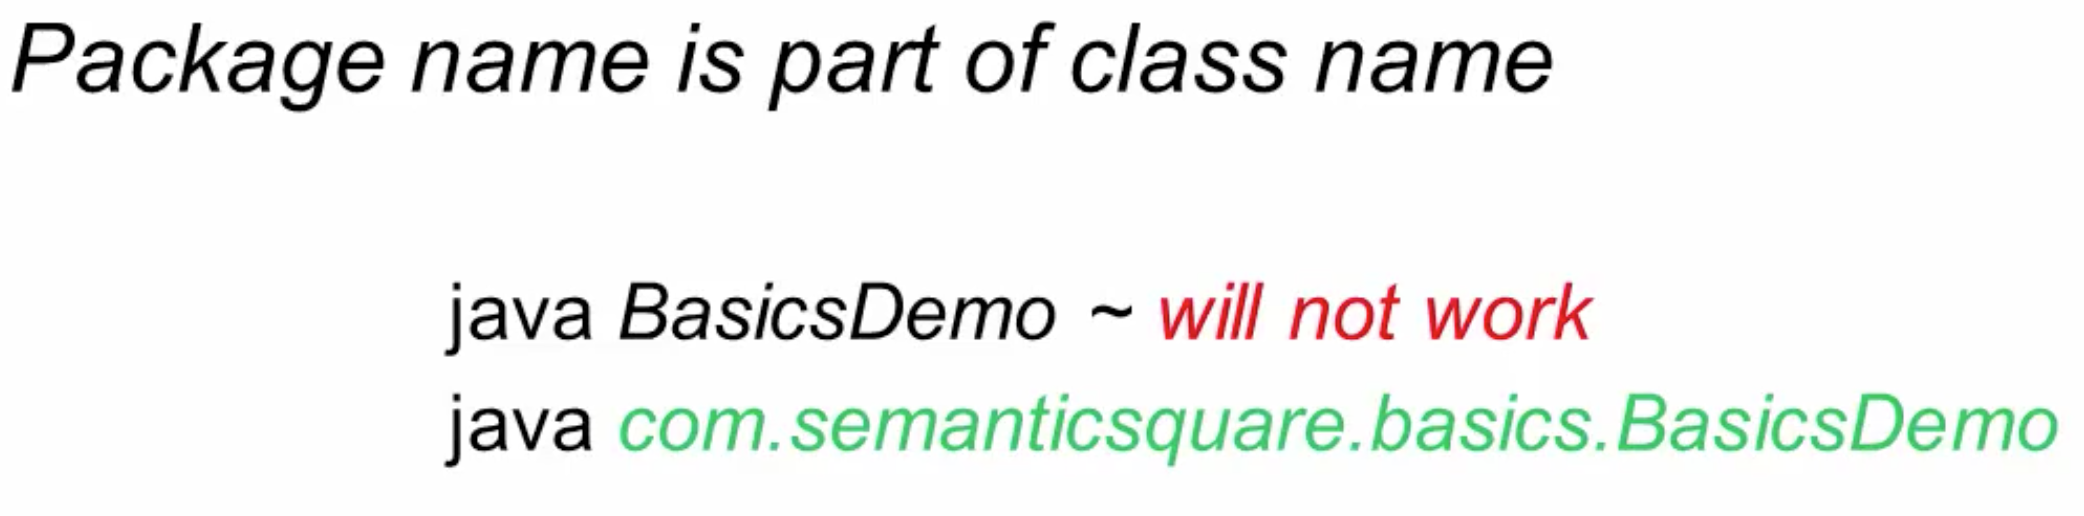 Package name is part of class name
java BasicsDemo ~ will not work
java com.semanticsquare.basics.BasicsDemo